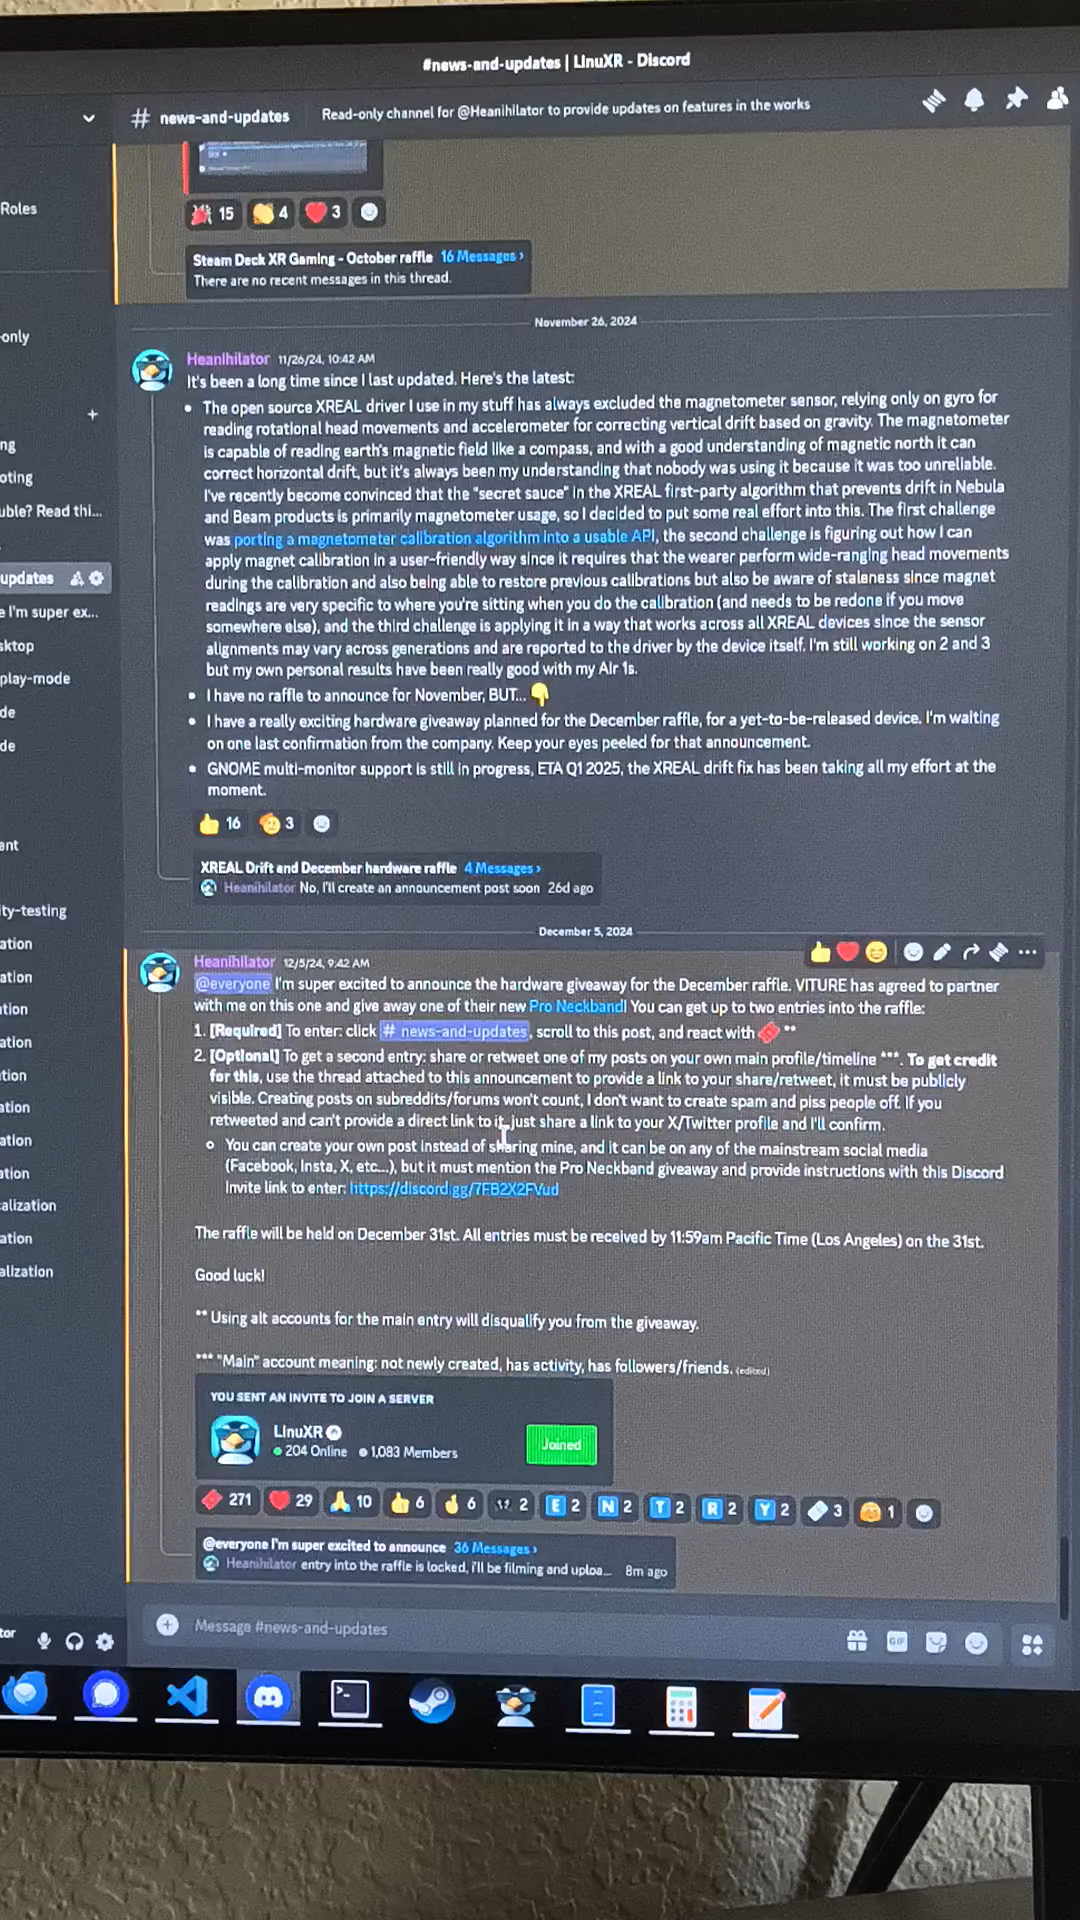 #news-and-updates | LinuXR - Discord
# news-and-updates Read-only channel for @Heanihilator to provide updates on features in the works
15 4 3
Steam Deck XR Gaming - October raffle 16 Messages ›
There are no recent messages in this thread.
November 26, 2024
Heanihilator 11/26/24, 10:42 AM
It's been a long time since I last updated. Here's the latest:
• The open source XREAL driver I use in my stuff has always excluded the magnetometer sensor, relying only on gyro for
reading rotational head movements and accelerometer for correcting vertical drift based on gravity. The magnetometer
is capable of reading earth's magnetic field like a compass, and with a good understanding of magnetic north it can
correct horizontal drift, but it's always been my understanding that nobody was using it because it was too unreliable.
I've recently become convinced that the "secret sauce" in the XREAL first-party algorithm that prevents drift in Nebula
and Beam products is primarily magnetometer usage, so I decided to put some real effort into this. The first challenge
was porting a magnetometer calibration algorithm into a usable API, the second challenge is figuring out how I can
apply magnet calibration in a user-friendly way since it requires that the wearer perform wide-ranging head movements
during the calibration and also being able to restore previous calibrations but also be aware of staleness since magnet
readings are very specific to where you're sitting when you do the calibration (and needs to be redone if you move
somewhere else), and the third challenge is applying it in a way that works across all XREAL devices since the sensor
alignments may vary across generations and are reported to the driver by the device itself. I'm still working on 2 and 3
but my own personal results have been really good with my Air 1s.
• I have no raffle to announce for November, BUT... 👇
• I have a really exciting hardware giveaway planned for the December raffle, for a yet-to-be-released device. I'm waiting
on one last confirmation from the company. Keep your eyes peeled for that announcement.
• GNOME multi-monitor support is still in progress, ETA Q1 2025, the XREAL drift fix has been taking all my effort at the
moment.
16 3
XREAL Drift and December hardware raffle 4 Messages ›
Heanihilator No, I'll create an announcement post soon 26d ago
December 5, 2024
Heanihilator 12/5/24, 9:42 AM
@everyone I'm super excited to announce the hardware giveaway for the December raffle. VITURE has agreed to partner
with me on this one and give away one of their new Pro Neckband! You can get up to two entries into the raffle:
1. [Required] To enter: click # news-and-updates, scroll to this post, and react with **
2. [Optional] To get a second entry: share or retweet one of my posts on your own main profile/timeline ***. To get credit
for this, use the thread attached to this announcement to provide a link to your share/retweet, it must be publicly
visible. Creating posts on subreddits/forums won't count, I don't want to create spam and piss people off. If you
retweeted and can't provide a direct link to it, just share a link to your X/Twitter profile and I'll confirm.
○ You can create your own post instead of sharing mine, and it can be on any of the mainstream social media
(Facebook, Insta, X, etc...), but it must mention the Pro Neckband giveaway and provide instructions with this Discord
invite link to enter: https://discord.gg/7FB2X2FVud
The raffle will be held on December 31st. All entries must be received by 11:59am Pacific Time (Los Angeles) on the 31st.
Good luck!
** Using alt accounts for the main entry will disqualify you from the giveaway.
*** "Main" account meaning: not newly created, has activity, has followers/friends. (edited)
YOU SENT AN INVITE TO JOIN A SERVER
LinuXR
204 Online 1,083 Members
Joined
271 29 10 6 6 2 E 2 N 2 T 2 R 2 Y 2 3 1
@everyone I'm super excited to announce 36 Messages ›
Heanihilator entry into the raffle is locked, i'll be filming and uploa... 8m ago
Message #news-and-updates
GIF
Roles
-only
ng
oting
uble? Read thi...
updates
e I'm super ex...
sktop
play-mode
de
de
ent
ity-testing
ation
ation
tion
ation
tion
ation
ation
ation
alization
ation
alization
tor